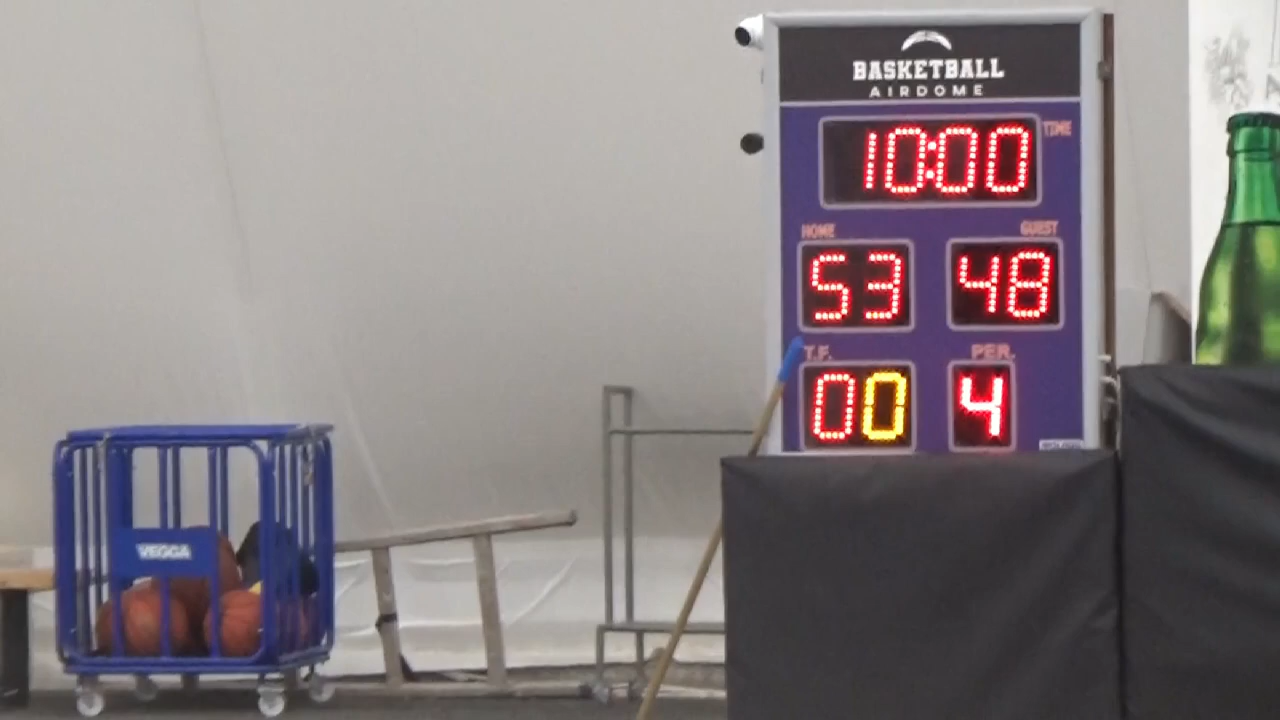 BASKETBALL
AIRDOME
10:00 TIME
HOME GUEST
53 48
T.F. PER.
00 4
VEGGA